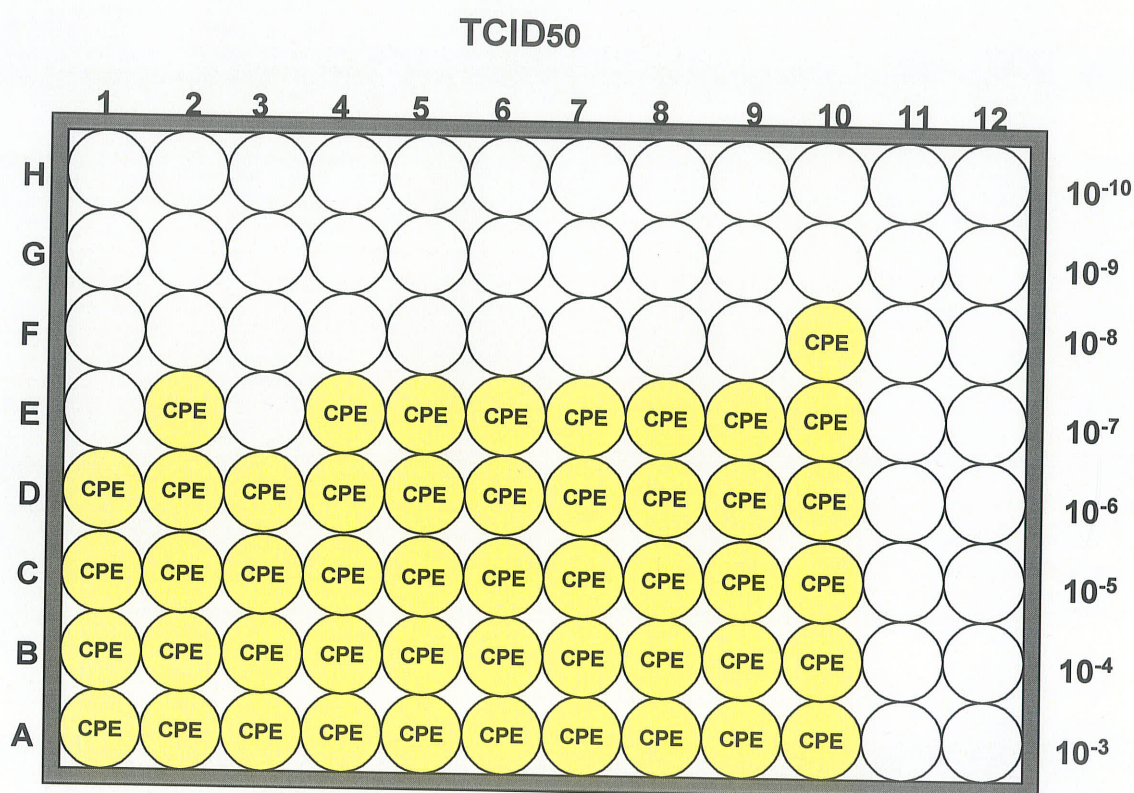 TCID50
1 2 3 4 5 6 7 8 9 10 11 12
H 10-10
G 10-9
F CPE 10-8
E CPE CPE CPE CPE CPE CPE CPE CPE 10-7
D CPE CPE CPE CPE CPE CPE CPE CPE CPE CPE 10-6
C CPE CPE CPE CPE CPE CPE CPE CPE CPE CPE 10-5
B CPE CPE CPE CPE CPE CPE CPE CPE CPE CPE 10-4
A CPE CPE CPE CPE CPE CPE CPE CPE CPE CPE 10-3